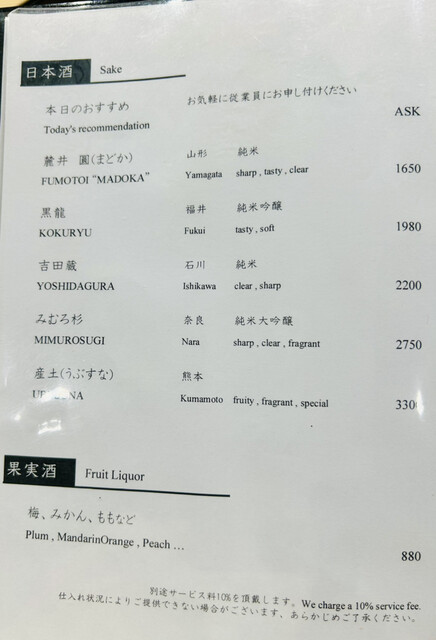 日本酒 Sake
本日のおすすめ お気軽に従業員にお申し付けください
Today's recommendation ASK
麓井 圓(まどか) 山形 純米
FUMOTOI "MADOKA" Yamagata sharp , tasty , clear 1650
黒龍 福井 純米吟醸
KOKURYU Fukui tasty , soft 1980
吉田蔵 石川 純米
YOSHIDAGURA Ishikawa clear , sharp 2200
みむろ杉 奈良 純米大吟醸
MIMUROSUGI Nara sharp , clear , fragrant 2750
産土(うぶすな) 熊本
Kumamoto fruity , fragrant , special 3300
果実酒 Fruit Liquor
梅、みかん、ももなど
Plum , MandarinOrange , Peach …
880
別途サービス料10%を頂戴します。We charge a 10% service fee.
仕入れ状況によりご提供できない場合がございます、あらかじめご了承ください。